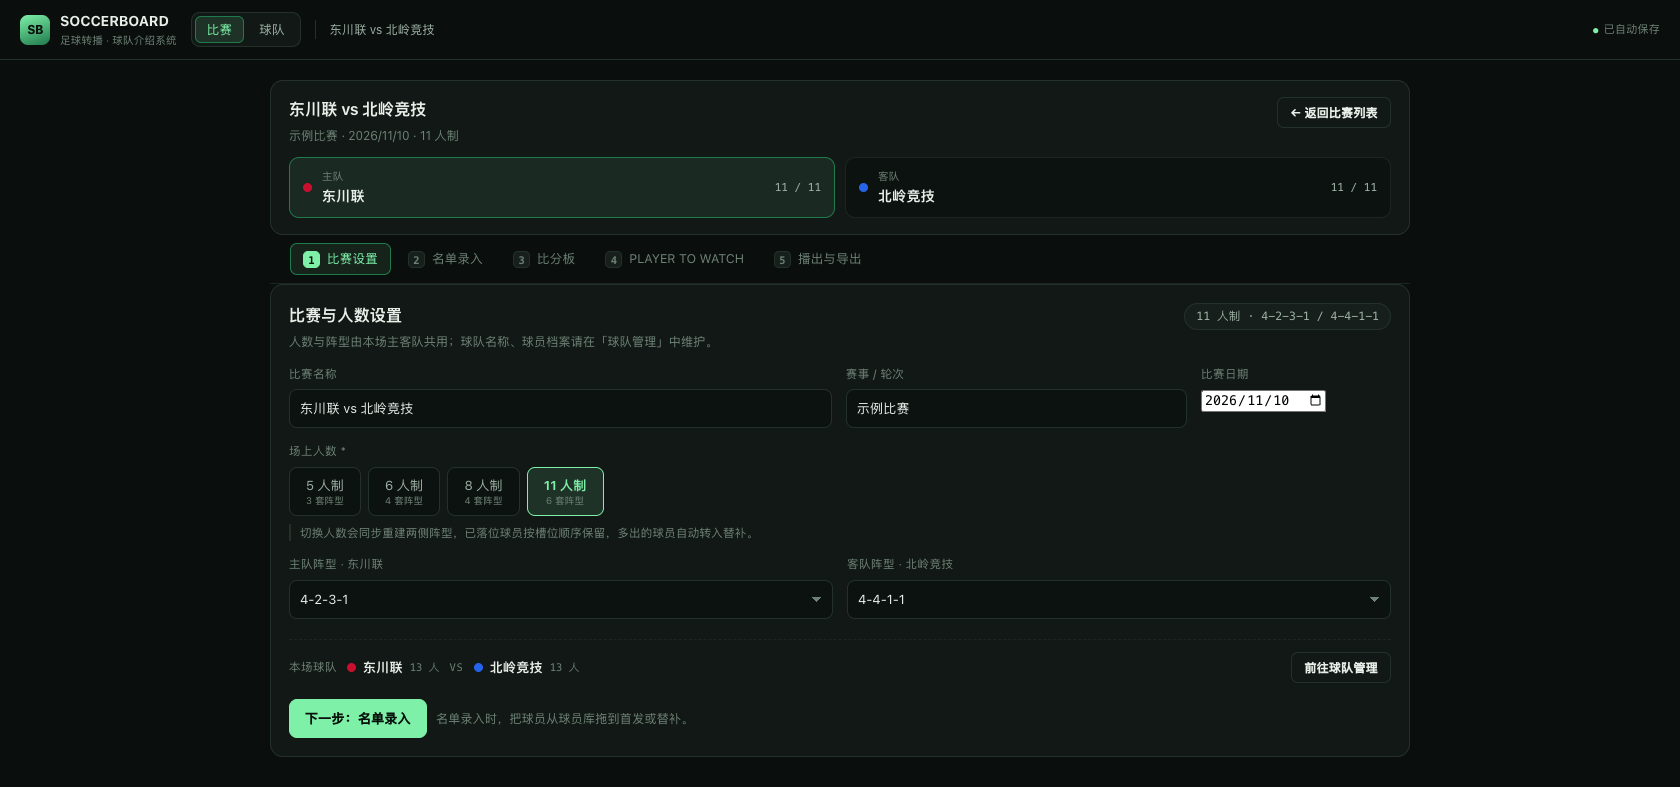 SB
SOCCERBOARD
足球转播 · 球队介绍系统
比赛
球队
东川联 vs 北岭竞技
已自动保存
东川联 vs 北岭竞技
示例比赛 · 2026/11/10 · 11 人制
← 返回比赛列表
主队
东川联
11 / 11
客队
北岭竞技
11 / 11
1 比赛设置
2 名单录入
3 比分板
4 PLAYER TO WATCH
5 播出与导出
比赛与人数设置
11 人制 · 4-2-3-1 / 4-4-1-1
人数与阵型由本场主客队共用；球队名称、球员档案请在「球队管理」中维护。
比赛名称
东川联 vs 北岭竞技
赛事 / 轮次
示例比赛
比赛日期
2026/11/10
场上人数 *
5 人制
3 套阵型
6 人制
4 套阵型
8 人制
4 套阵型
11 人制
6 套阵型
切换人数会同步重建两侧阵型，已落位球员按槽位顺序保留，多出的球员自动转入替补。
主队阵型 · 东川联
4-2-3-1
客队阵型 · 北岭竞技
4-4-1-1
本场球队 东川联 13 人 VS 北岭竞技 13 人
前往球队管理
下一步：名单录入
名单录入时，把球员从球员库拖到首发或替补。